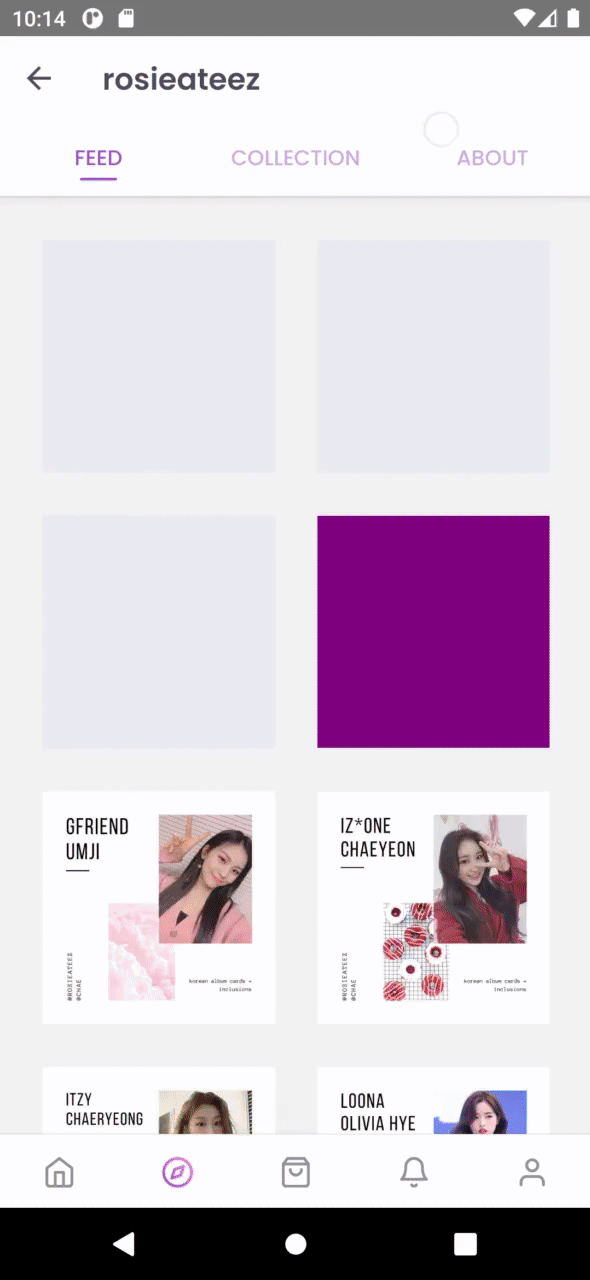 10:14
rosieateez
FEED
COLLECTION
ABOUT
GFRIEND
UMJI
@ROSIEATEEZ
@CHAE
korean album cards +
inclusions
IZ*ONE
CHAEYEON
@ROSIEATEEZ
@CHAE
korean album cards +
inclusions
ITZY
CHAERYEONG
LOONA
OLIVIA HYE